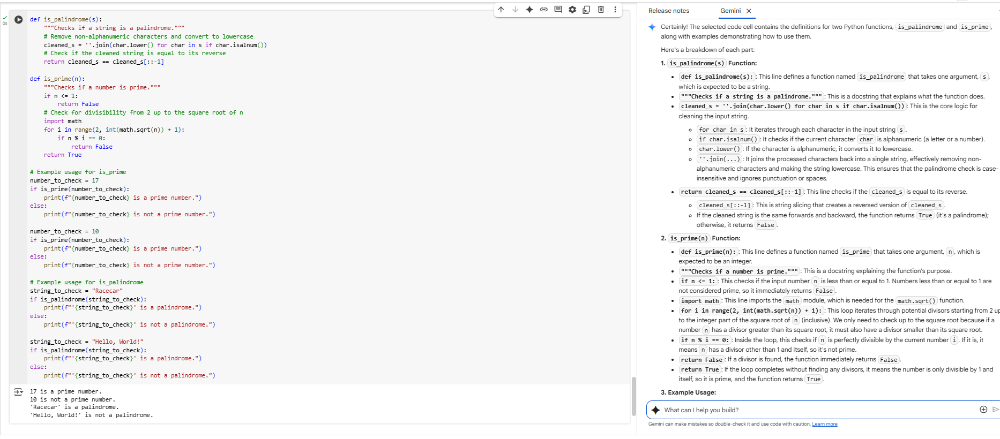 0s
def is_palindrome(s):
    """Checks if a string is a palindrome."""
    # Remove non-alphanumeric characters and convert to lowercase
    cleaned_s = ''.join(char.lower() for char in s if char.isalnum())
    # Check if the cleaned string is equal to its reverse
    return cleaned_s == cleaned_s[::-1]
def is_prime(n):
    """Checks if a number is prime."""
    if n <= 1:
        return False
    # Check for divisibility from 2 up to the square root of n
    import math
    for i in range(2, int(math.sqrt(n)) + 1):
        if n % i == 0:
            return False
    return True
# Example usage for is_prime
number_to_check = 17
if is_prime(number_to_check):
    print(f"{number_to_check} is a prime number.")
else:
    print(f"{number_to_check} is not a prime number.")
number_to_check = 10
if is_prime(number_to_check):
    print(f"{number_to_check} is a prime number.")
else:
    print(f"{number_to_check} is not a prime number.")
# Example usage for is_palindrome
string_to_check = "Racecar"
if is_palindrome(string_to_check):
    print(f"'{string_to_check}' is a palindrome.")
else:
    print(f"'{string_to_check}' is not a palindrome.")
string_to_check = "Hello, World!"
if is_palindrome(string_to_check):
    print(f"'{string_to_check}' is a palindrome.")
else:
    print(f"'{string_to_check}' is not a palindrome.")
17 is a prime number.
10 is not a prime number.
'Racecar' is a palindrome.
'Hello, World!' is not a palindrome.
Release notes
Gemini
Certainly! The selected code cell contains the definitions for two Python functions, is_palindrome and is_prime,
along with examples demonstrating how to use them.
Here's a breakdown of each part:
1. is_palindrome(s) Function:
• def is_palindrome(s): : This line defines a function named is_palindrome that takes one argument, s,
which is expected to be a string.
• """Checks if a string is a palindrome.""" : This is a docstring that explains what the function does.
• cleaned_s = ''.join(char.lower() for char in s if char.isalnum()) : This is the core logic for
cleaning the input string.
◦ for char in s : It iterates through each character in the input string s.
◦ if char.isalnum() : It checks if the current character char is alphanumeric (a letter or a number).
◦ char.lower() : If the character is alphanumeric, it converts it to lowercase.
◦ ''.join(...) : It joins the processed characters back into a single string, effectively removing non-
alphanumeric characters and making the string lowercase. This ensures that the palindrome check is case-
insensitive and ignores punctuation or spaces.
• return cleaned_s == cleaned_s[::-1] : This line checks if the cleaned_s is equal to its reverse.
◦ cleaned_s[::-1] : This is string slicing that creates a reversed version of cleaned_s.
◦ If the cleaned string is the same forwards and backward, the function returns True (it's a palindrome);
otherwise, it returns False.
2. is_prime(n) Function:
• def is_prime(n): : This line defines a function named is_prime that takes one argument, n, which is
expected to be an integer.
• """Checks if a number is prime.""" : This is a docstring explaining the function's purpose.
• if n <= 1: : This checks if the input number n is less than or equal to 1. Numbers less than or equal to 1 are
not considered prime, so it immediately returns False.
• import math : This line imports the math module, which is needed for the math.sqrt() function.
• for i in range(2, int(math.sqrt(n)) + 1): : This loop iterates through potential divisors starting from 2 up
to the integer part of the square root of n (inclusive). We only need to check up to the square root because if a
number n has a divisor greater than its square root, it must also have a divisor smaller than its square root.
• if n % i == 0: : Inside the loop, this checks if n is perfectly divisible by the current number i. If it is, it
means n has a divisor other than 1 and itself, so it's not prime.
• return False : If a divisor is found, the function immediately returns False.
• return True : If the loop completes without finding any divisors, it means the number is only divisible by 1 and
itself, so it is prime, and the function returns True.
3. Example Usage:
What can I help you build?
Gemini can make mistakes so double-check it and use code with caution. Learn more